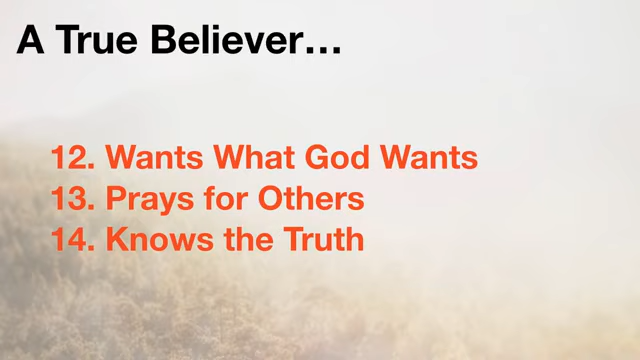 A True Believer…
12. Wants What God Wants
13. Prays for Others
14. Knows the Truth